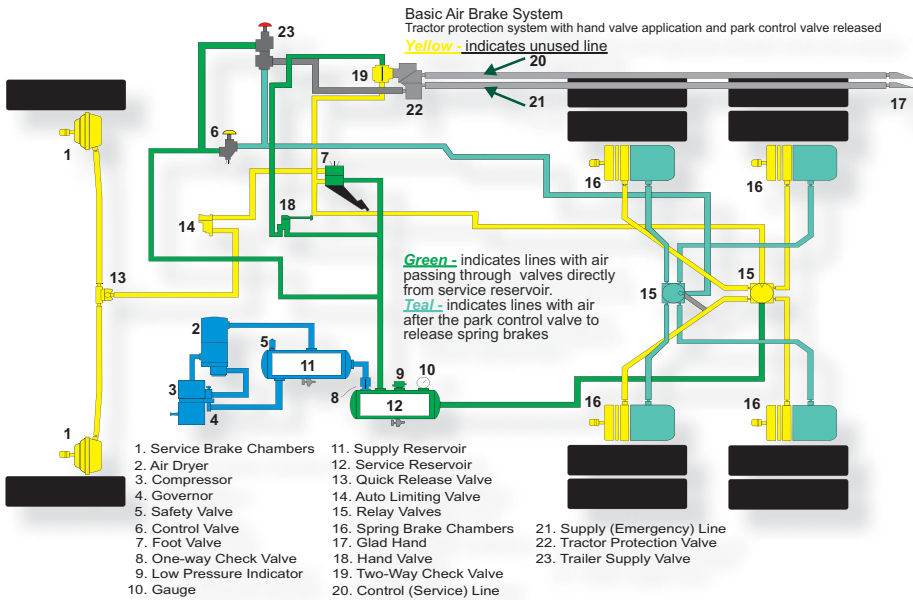 Basic Air Brake System
Tractor protection system with hand valve application and park control valve released
Yellow - indicates unused line
23
20
19
22
21
17
1
6
7
16
16
18
14
Green - indicates lines with air
passing through valves directly
from service reservoir.
Teal - indicates lines with air
after the park control valve to
release spring brakes
13
15
15
2
5
11
3
4
8
9
10
12
16
16
1
1. Service Brake Chambers
2. Air Dryer
3. Compressor
4. Governor
5. Safety Valve
6. Control Valve
7. Foot Valve
8. One-way Check Valve
9. Low Pressure Indicator
10. Gauge
11. Supply Reservoir
12. Service Reservoir
13. Quick Release Valve
14. Auto Limiting Valve
15. Relay Valves
16. Spring Brake Chambers
17. Glad Hand
18. Hand Valve
19. Two-Way Check Valve
20. Control (Service) Line
21. Supply (Emergency) Line
22. Tractor Protection Valve
23. Trailer Supply Valve